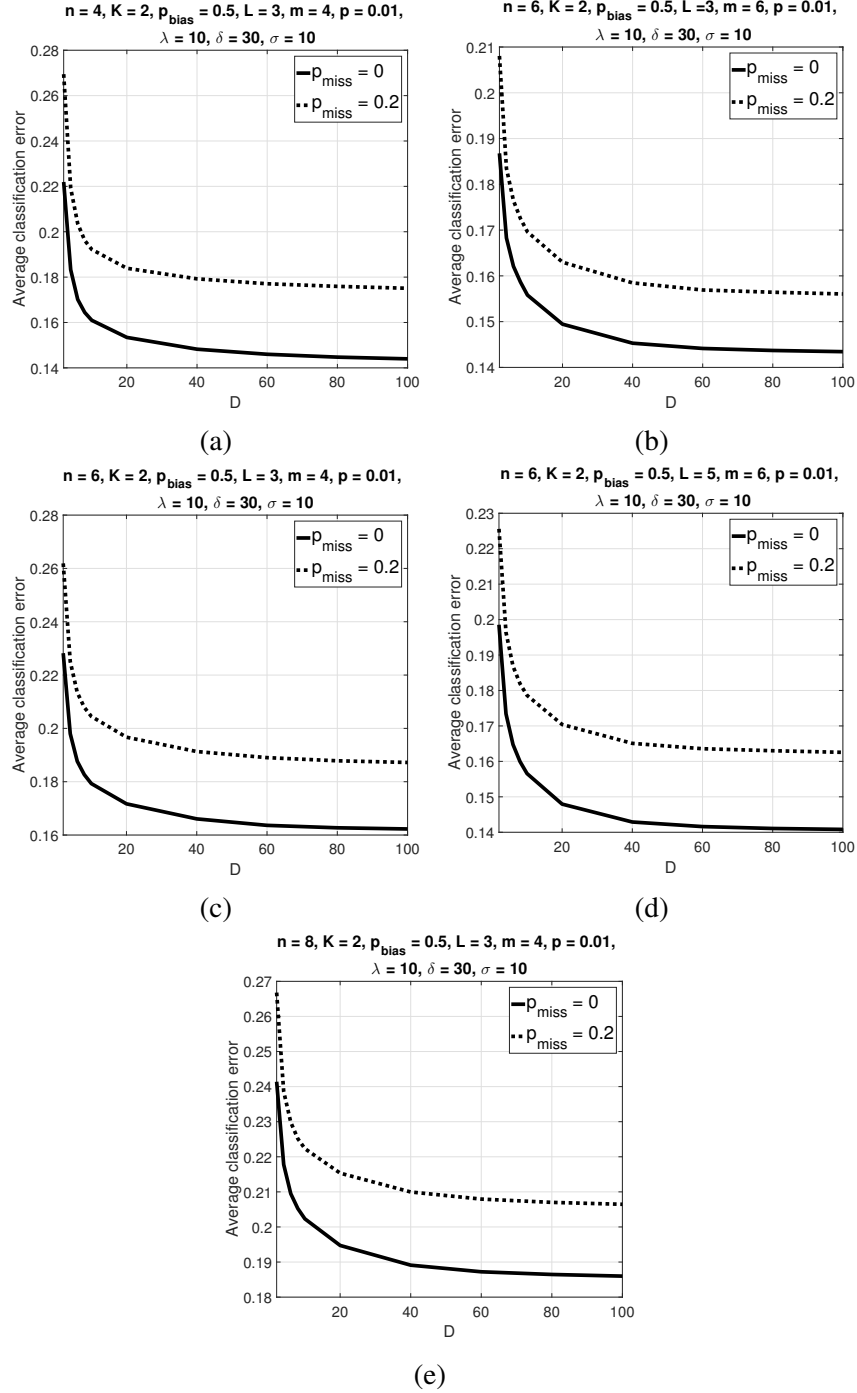 n = 4, K = 2, p_bias = 0.5, L = 3, m = 4, p = 0.01,
λ = 10, δ = 30, σ = 10
p_miss = 0
p_miss = 0.2
Average classification error
0.28
0.26
0.24
0.22
0.2
0.18
0.16
0.14
20 40 60 80 100
D
(a)
n = 6, K = 2, p_bias = 0.5, L =3, m = 6, p = 0.01,
λ = 10, δ = 30, σ = 10
p_miss = 0
p_miss = 0.2
Average classification error
0.21
0.2
0.19
0.18
0.17
0.16
0.15
0.14
20 40 60 80 100
D
(b)
n = 6, K = 2, p_bias = 0.5, L = 3, m = 4, p = 0.01,
λ = 10, δ = 30, σ = 10
p_miss = 0
p_miss = 0.2
Average classification error
0.28
0.26
0.24
0.22
0.2
0.18
0.16
20 40 60 80 100
D
(c)
n = 6, K = 2, p_bias = 0.5, L = 5, m = 6, p = 0.01,
λ = 10, δ = 30, σ = 10
p_miss = 0
p_miss = 0.2
Average classification error
0.23
0.22
0.21
0.2
0.19
0.18
0.17
0.16
0.15
0.14
20 40 60 80 100
D
(d)
n = 8, K = 2, p_bias = 0.5, L = 3, m = 4, p = 0.01,
λ = 10, δ = 30, σ = 10
p_miss = 0
p_miss = 0.2
Average classification error
0.27
0.26
0.25
0.24
0.23
0.22
0.21
0.2
0.19
0.18
20 40 60 80 100
D
(e)